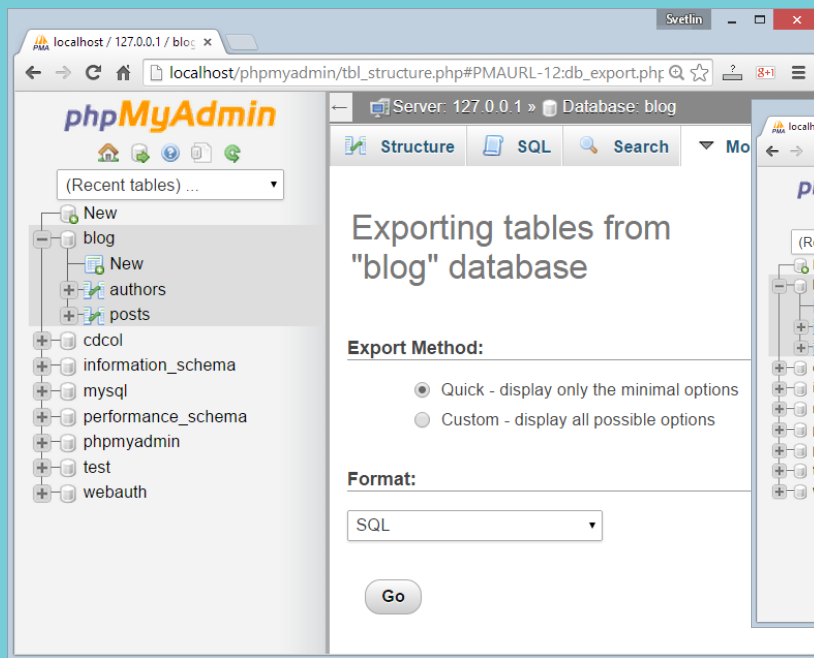 Svetlin
localhost / 127.0.0.1 / blog
localhost/phpmyadmin/tbl_structure.php#PMAURL-12:db_export.php
phpMyAdmin
(Recent tables) ...
New
blog
New
authors
posts
cdcol
information_schema
mysql
performance_schema
phpmyadmin
test
webauth
Server: 127.0.0.1 » Database: blog
Structure
SQL
Search
Mo
Exporting tables from
"blog" database
Export Method:
Quick - display only the minimal options
Custom - display all possible options
Format:
SQL
Go
localh
(Re